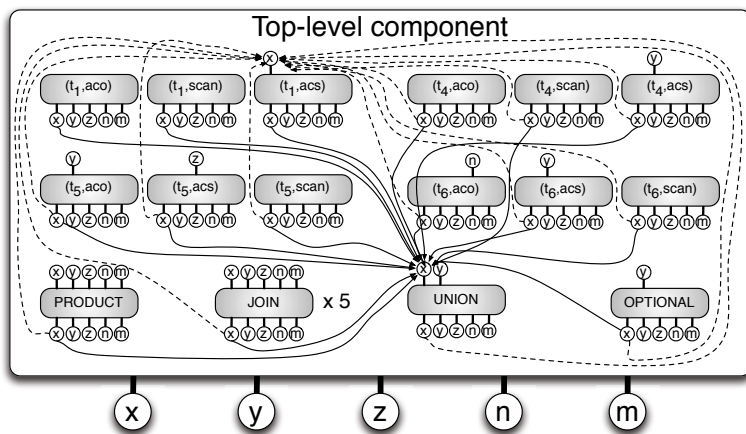 Top-level component
x y
(t1,aco) (t1,scan) (t1,acs) (t4,aco) (t4,scan) (t4,acs)
x y z n m x y z n m x y z n m x y z n m x y z n m x y z n m
y z n y
(t5,aco) (t5,acs) (t5,scan) (t6,aco) (t6,acs) (t6,scan)
x y z n m x y z n m x y z n m x y z n m x y z n m x y z n m
x y z n m x y z n m x y y
PRODUCT JOIN x 5 UNION OPTIONAL
x y z n m x y z n m x y z n m x y z n m
x y z n m